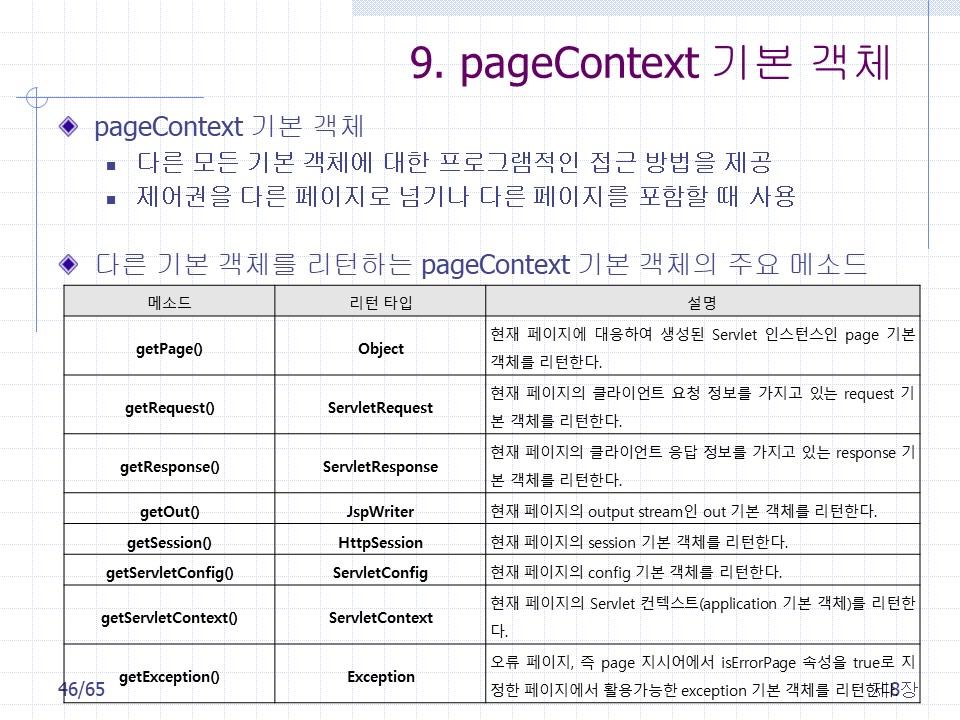 9. pageContext 기본 객체
pageContext 기본 객체
다른 모든 기본 객체에 대한 프로그램적인 접근 방법을 제공
제어권을 다른 페이지로 넘기나 다른 페이지를 포함할 때 사용
다른 기본 객체를 리턴하는 pageContext 기본 객체의 주요 메소드
메소드 리턴 타입 설명
getPage() Object 현재 페이지에 대응하여 생성된 Servlet 인스턴스인 page 기본
객체를 리턴한다.
getRequest() ServletRequest 현재 페이지의 클라이언트 요청 정보를 가지고 있는 request 기
본 객체를 리턴한다.
getResponse() ServletResponse 현재 페이지의 클라이언트 응답 정보를 가지고 있는 response 기
본 객체를 리턴한다.
getOut() JspWriter 현재 페이지의 output stream인 out 기본 객체를 리턴한다.
getSession() HttpSession 현재 페이지의 session 기본 객체를 리턴한다.
getServletConfig() ServletConfig 현재 페이지의 config 기본 객체를 리턴한다.
getServletContext() ServletContext 현재 페이지의 Servlet 컨텍스트(application 기본 객체)를 리턴한
다.
getException() Exception 오류 페이지, 즉 page 지시어에서 isErrorPage 속성을 true로 지
정한 페이지에서 활용가능한 exception 기본 객체를 리턴한다.
46/65
제8장